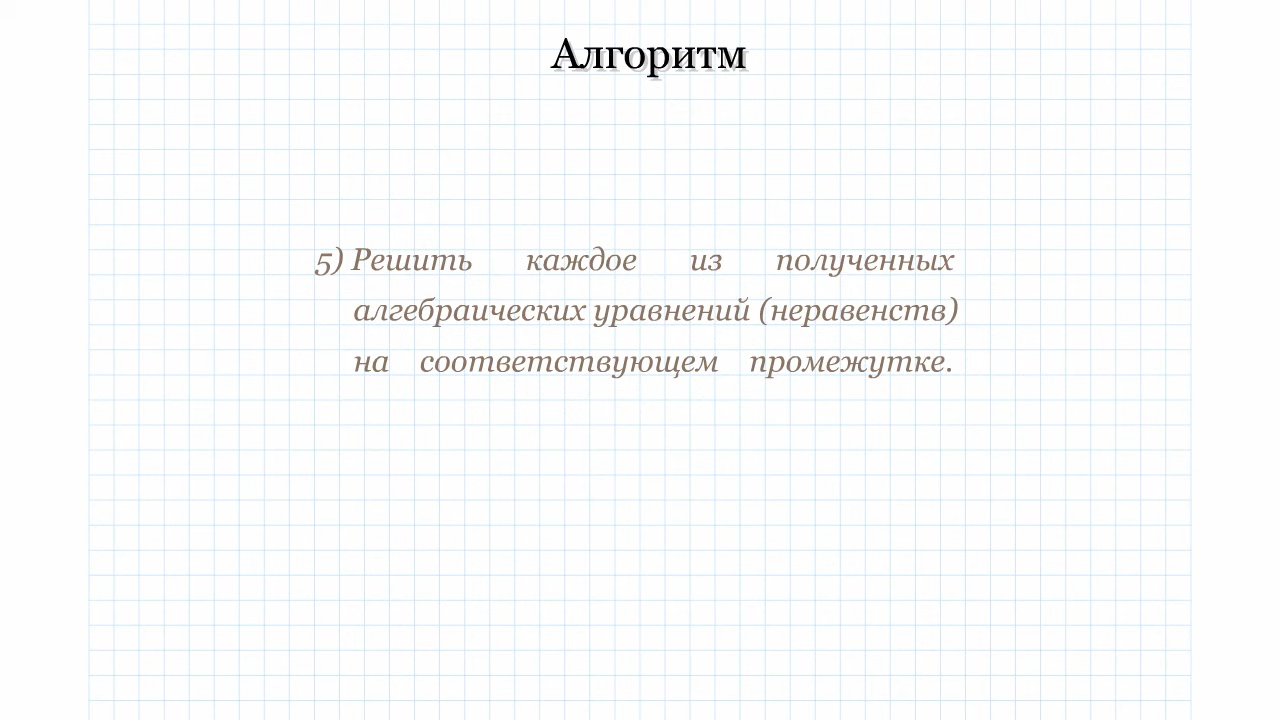 Алгоритм
5) Решить каждое из полученных
алгебраических уравнений (неравенств)
на соответствующем промежутке.